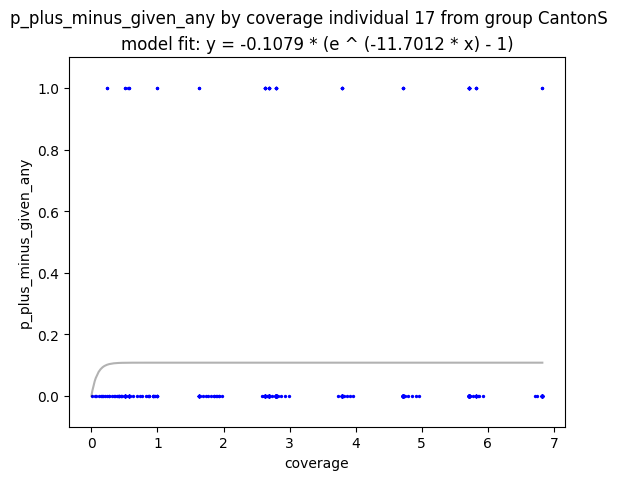 p_plus_minus_given_any by coverage individual 17 from group CantonS
model fit: y = -0.1079 * (e ^ (-11.7012 * x) - 1)
1.0
0.8
0.6
0.4
0.2
0.0
p_plus_minus_given_any
0 1 2 3 4 5 6 7
coverage